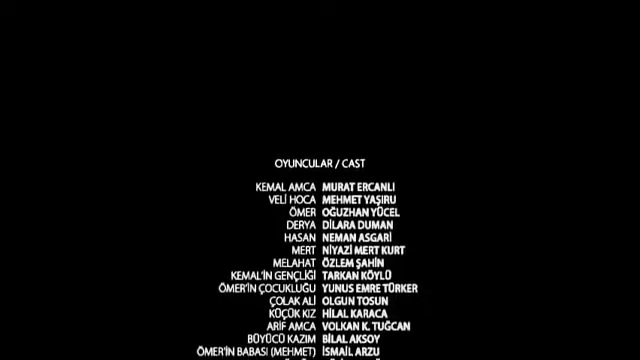 OYUNCULAR / CAST
KEMAL AMCA MURAT ERCANLI
VELİ HOCA MEHMET YAŞIRU
ÖMER OĞUZHAN YÜCEL
DERYA DİLARA DUMAN
HASAN NEMAN ASGARİ
MERT NİYAZİ MERT KURT
MELAHAT ÖZLEM ŞAHİN
KEMAL'İN GENÇLİĞİ TARKAN KÖYLÜ
ÖMER'İN ÇOCUKLUĞU YUNUS EMRE TÜRKER
ÇOLAK ALİ OLGUN TOSUN
KÜÇÜK KIZ HİLAL KARACA
ARİF AMCA VOLKAN K. TUĞCAN
BÜYÜCÜ KAZIM BİLAL AKSOY
ÖMER'İN BABASI (MEHMET) İSMAİL ARZU